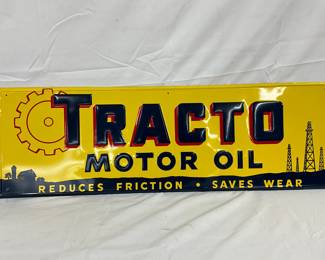 TRACTO
MOTOR OIL
REDUCES FRICTION • SAVES WEAR